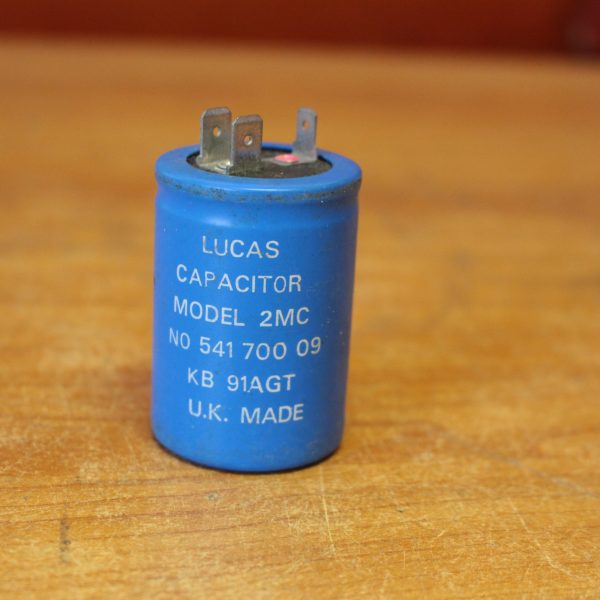 LUCAS
CAPACITOR
MODEL 2MC
NO 541 700 09
KB 91AGT
U.K. MADE